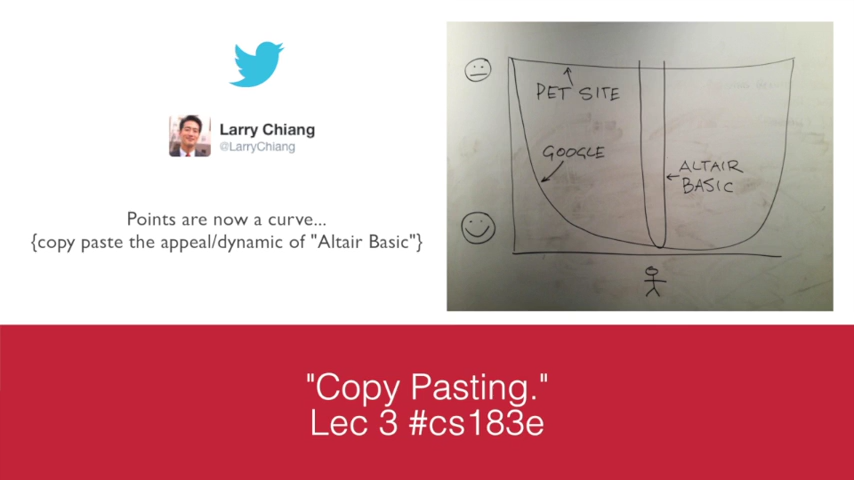 Larry Chiang
@LarryChiang
Points are now a curve...
{copy paste the appeal/dynamic of "Altair Basic"}
PET SITE
GOOGLE
ALTAIR
BASIC
"Copy Pasting."
Lec 3 #cs183e